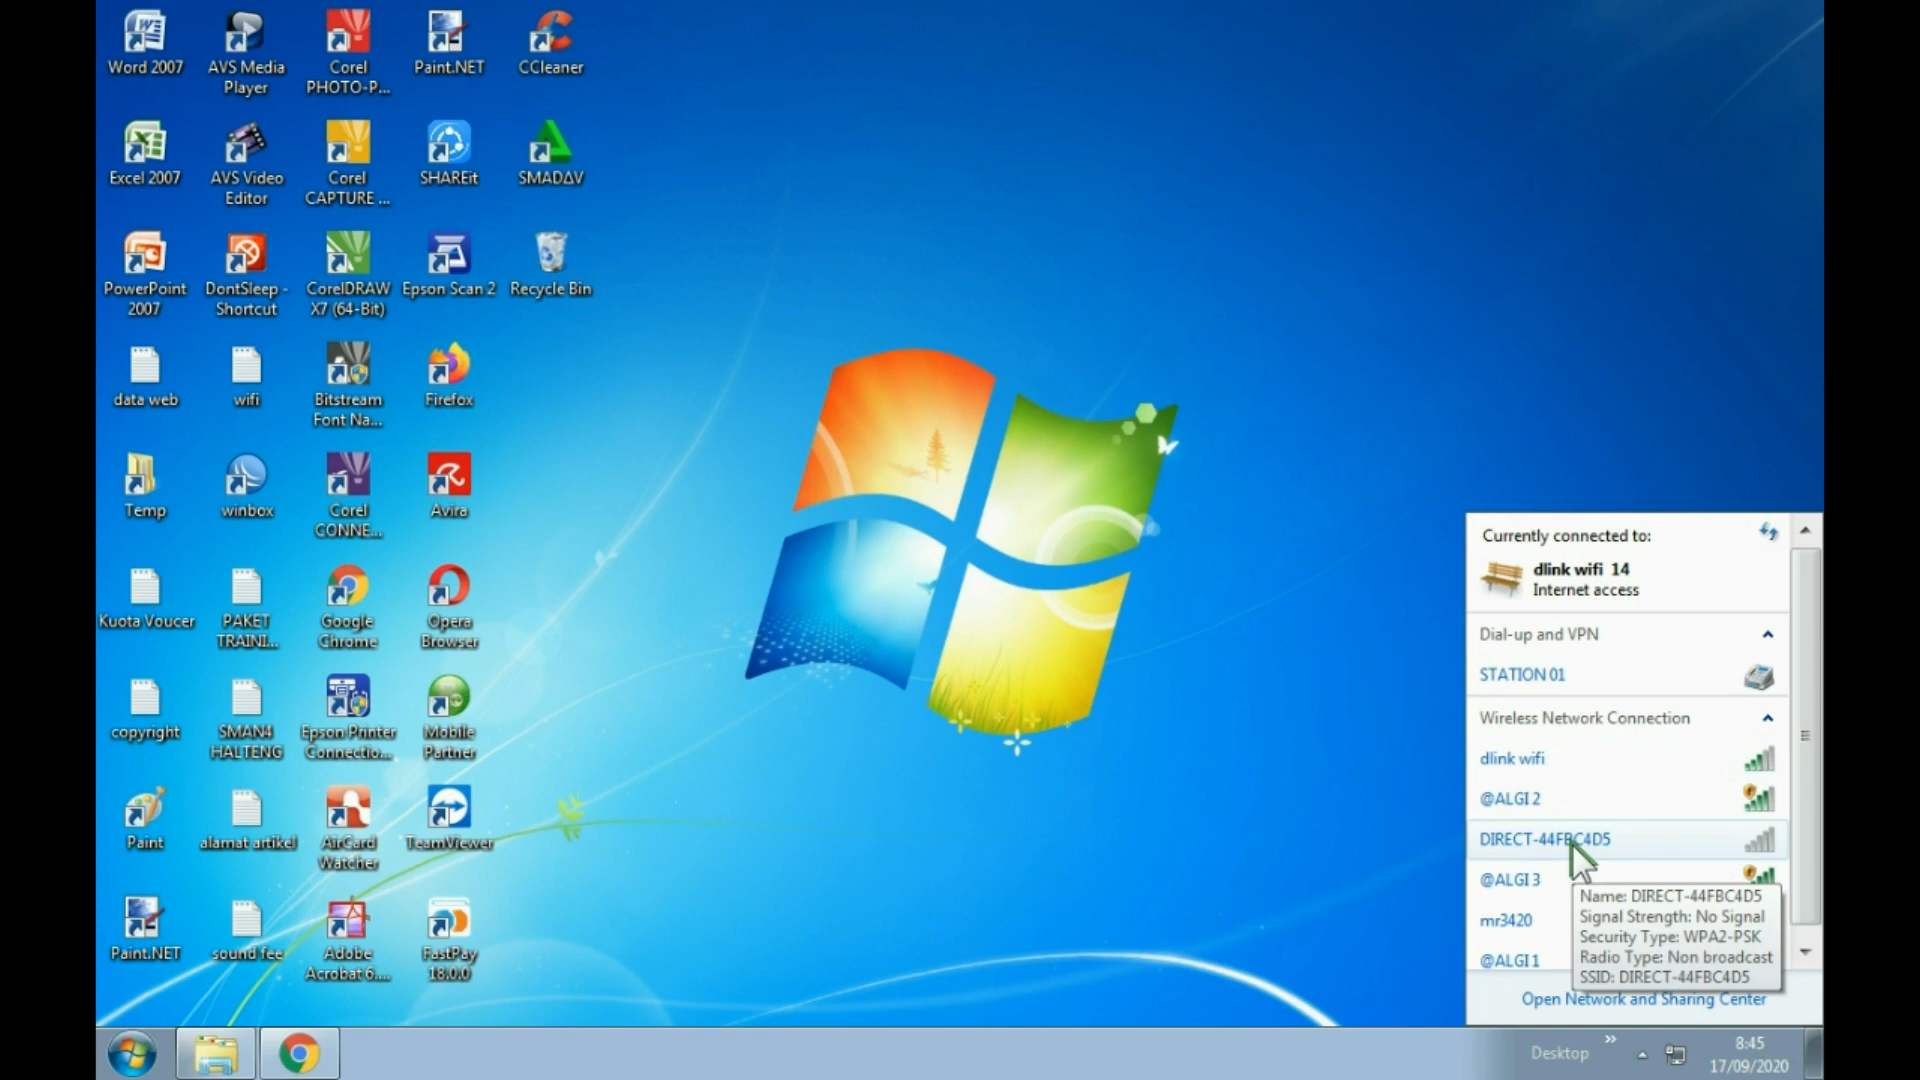 Word 2007
AVS Media
Player
Corel
PHOTO-P...
Paint.NET
CCleaner
Excel 2007
AVS Video
Editor
Corel
CAPTURE ...
SHAREit
SMADΔV
PowerPoint
2007
DontSleep -
Shortcut
CorelDRAW
X7 (64-Bit)
Epson Scan 2
Recycle Bin
data web
wifi
Bitstream
Font Na...
Firefox
Temp
winbox
Corel
CONNE...
Avira
Kuota Voucer
PAKET
TRAINI...
Google
Chrome
Opera
Browser
copyright
SMAN4
HALTENG
Epson Printer
Connectio...
Mobile
Partner
Paint
alamat artikel
AirCard
Watcher
TeamViewer
Paint.NET
sound fee
Adobe
Acrobat 6....
FastPay
18.0.0
Currently connected to:
dlink wifi 14
Internet access
Dial-up and VPN
STATION 01
Wireless Network Connection
dlink wifi
@ALGI 2
DIRECT-44FBC4D5
@ALGI 3
mr3420
@ALGI 1
Name: DIRECT-44FBC4D5
Signal Strength: No Signal
Security Type: WPA2-PSK
Radio Type: Non broadcast
SSID: DIRECT-44FBC4D5
Open Network and Sharing Center
Desktop
8:45
17/09/2020